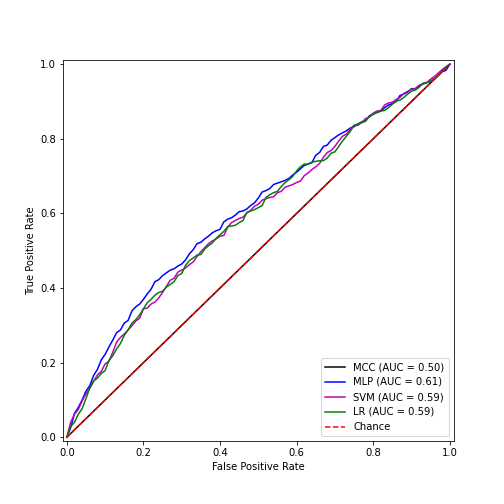 1.0
0.8
0.6
0.4
0.2
0.0
True Positive Rate
0.0 0.2 0.4 0.6 0.8 1.0
False Positive Rate
MCC (AUC = 0.50)
MLP (AUC = 0.61)
SVM (AUC = 0.59)
LR (AUC = 0.59)
Chance